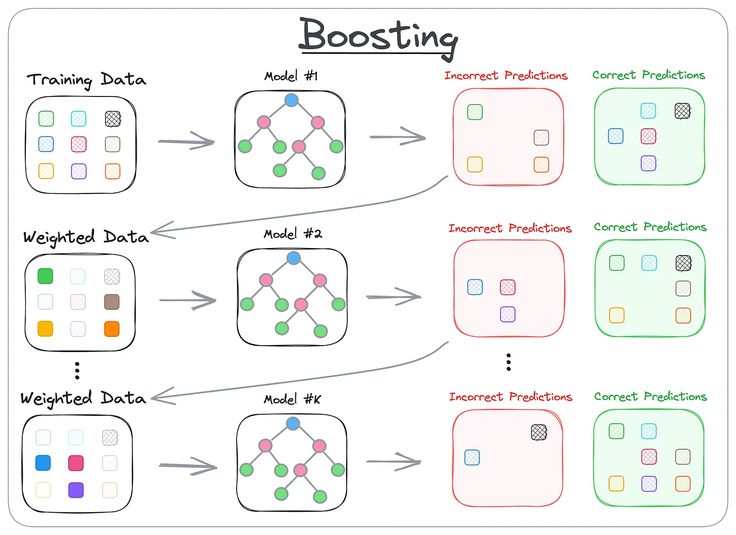 Boosting
Training Data
Model #1
Incorrect Predictions
Correct Predictions
Weighted Data
Model #2
Incorrect Predictions
Correct Predictions
Weighted Data
Model #K
Incorrect Predictions
Correct Predictions